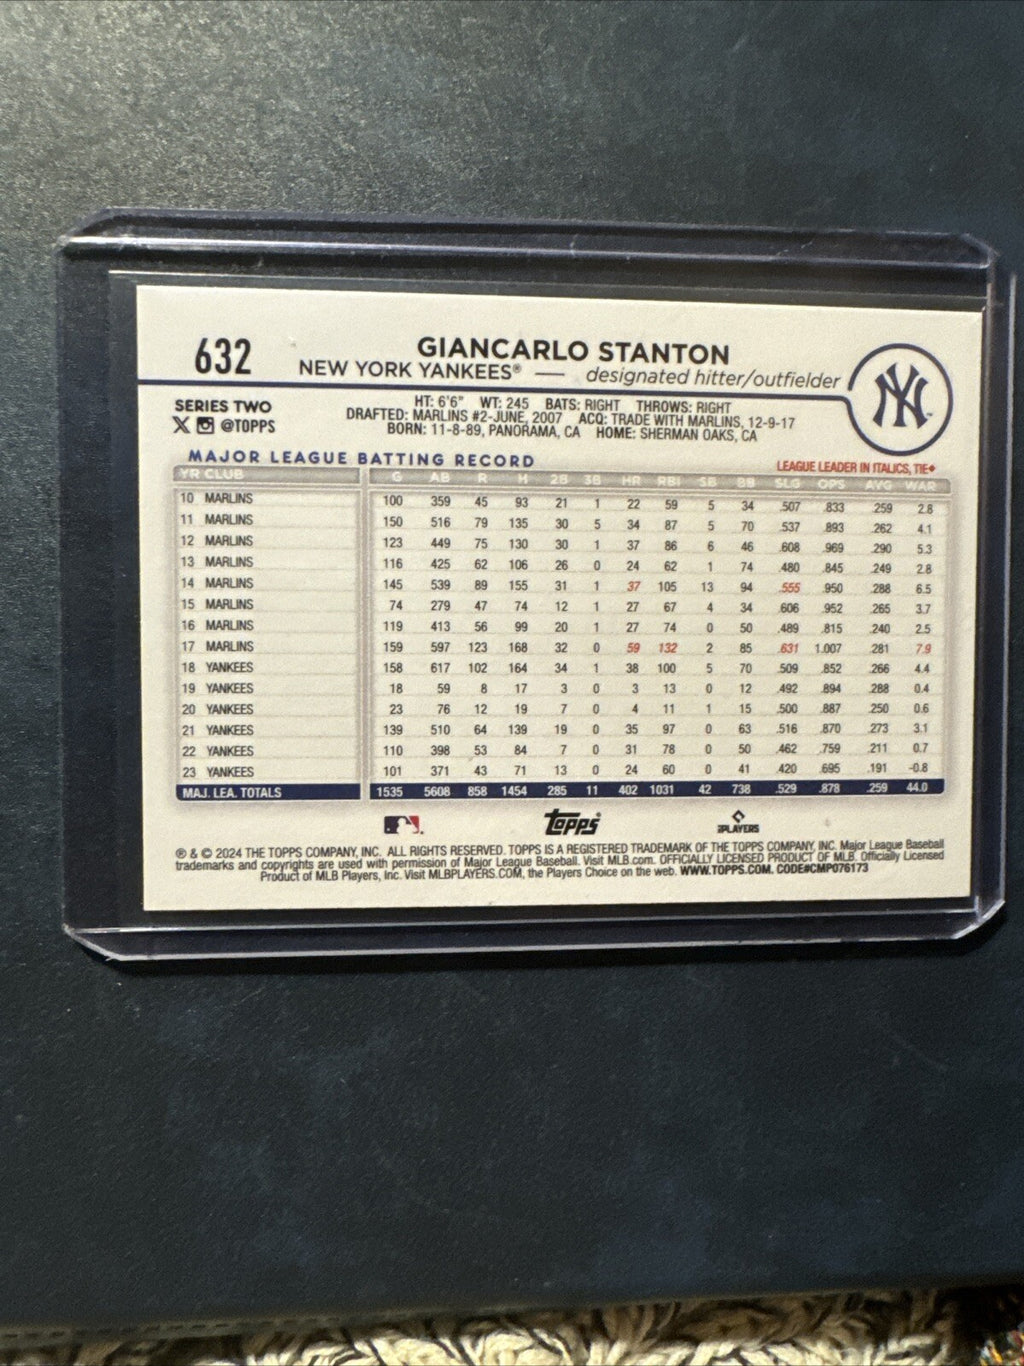 632
GIANCARLO STANTON
NEW YORK YANKEES® — designated hitter/outfielder
NY
SERIES TWO
@TOPPS
HT: 6'6" WT: 245 BATS: RIGHT THROWS: RIGHT
DRAFTED: MARLINS #2-JUNE, 2007 ACQ: TRADE WITH MARLINS, 12-9-17
BORN: 11-8-89, PANORAMA, CA HOME: SHERMAN OAKS, CA
MAJOR LEAGUE BATTING RECORD
LEAGUE LEADER IN ITALICS, TIE♦
YR CLUB G AB R H 2B 3B HR RBI SB BB SLG OPS AVG WAR
10 MARLINS 100 359 45 93 21 1 22 59 5 34 .507 .833 .259 2.8
11 MARLINS 150 516 79 135 30 5 34 87 5 70 .537 .893 .262 4.1
12 MARLINS 123 449 75 130 30 1 37 86 6 46 .608 .969 .290 5.3
13 MARLINS 116 425 62 106 26 0 24 62 1 74 .480 .845 .249 2.8
14 MARLINS 145 539 89 155 31 1 37 105 13 94 .555 .950 .288 6.5
15 MARLINS 74 279 47 74 12 1 27 67 4 34 .606 .952 .265 3.7
16 MARLINS 119 413 56 99 20 1 27 74 0 50 .489 .815 .240 2.5
17 MARLINS 159 597 123 168 32 0 59 132 2 85 .631 1.007 .281 7.9
18 YANKEES 158 617 102 164 34 1 38 100 5 70 .509 .852 .266 4.4
19 YANKEES 18 59 8 17 3 0 3 13 0 12 .492 .894 .288 0.4
20 YANKEES 23 76 12 19 7 0 4 11 1 15 .500 .887 .250 0.6
21 YANKEES 139 510 64 139 19 0 35 97 0 63 .516 .870 .273 3.1
22 YANKEES 110 398 53 84 7 0 31 78 0 50 .462 .759 .211 0.7
23 YANKEES 101 371 43 71 13 0 24 60 0 41 .420 .695 .191 -0.8
MAJ. LEA. TOTALS 1535 5608 858 1454 285 11 402 1031 42 738 .529 .878 .259 44.0
topps
PLAYERS
® & © 2024 THE TOPPS COMPANY, INC. ALL RIGHTS RESERVED. TOPPS IS A REGISTERED TRADEMARK OF THE TOPPS COMPANY, INC. Major League Baseball
trademarks and copyrights are used with permission of Major League Baseball. Visit MLB.com. OFFICIALLY LICENSED PRODUCT OF MLB. Officially Licensed
Product of MLB Players, Inc. Visit MLBPLAYERS.COM, the Players Choice on the web. WWW.TOPPS.COM. CODE#CMP076173